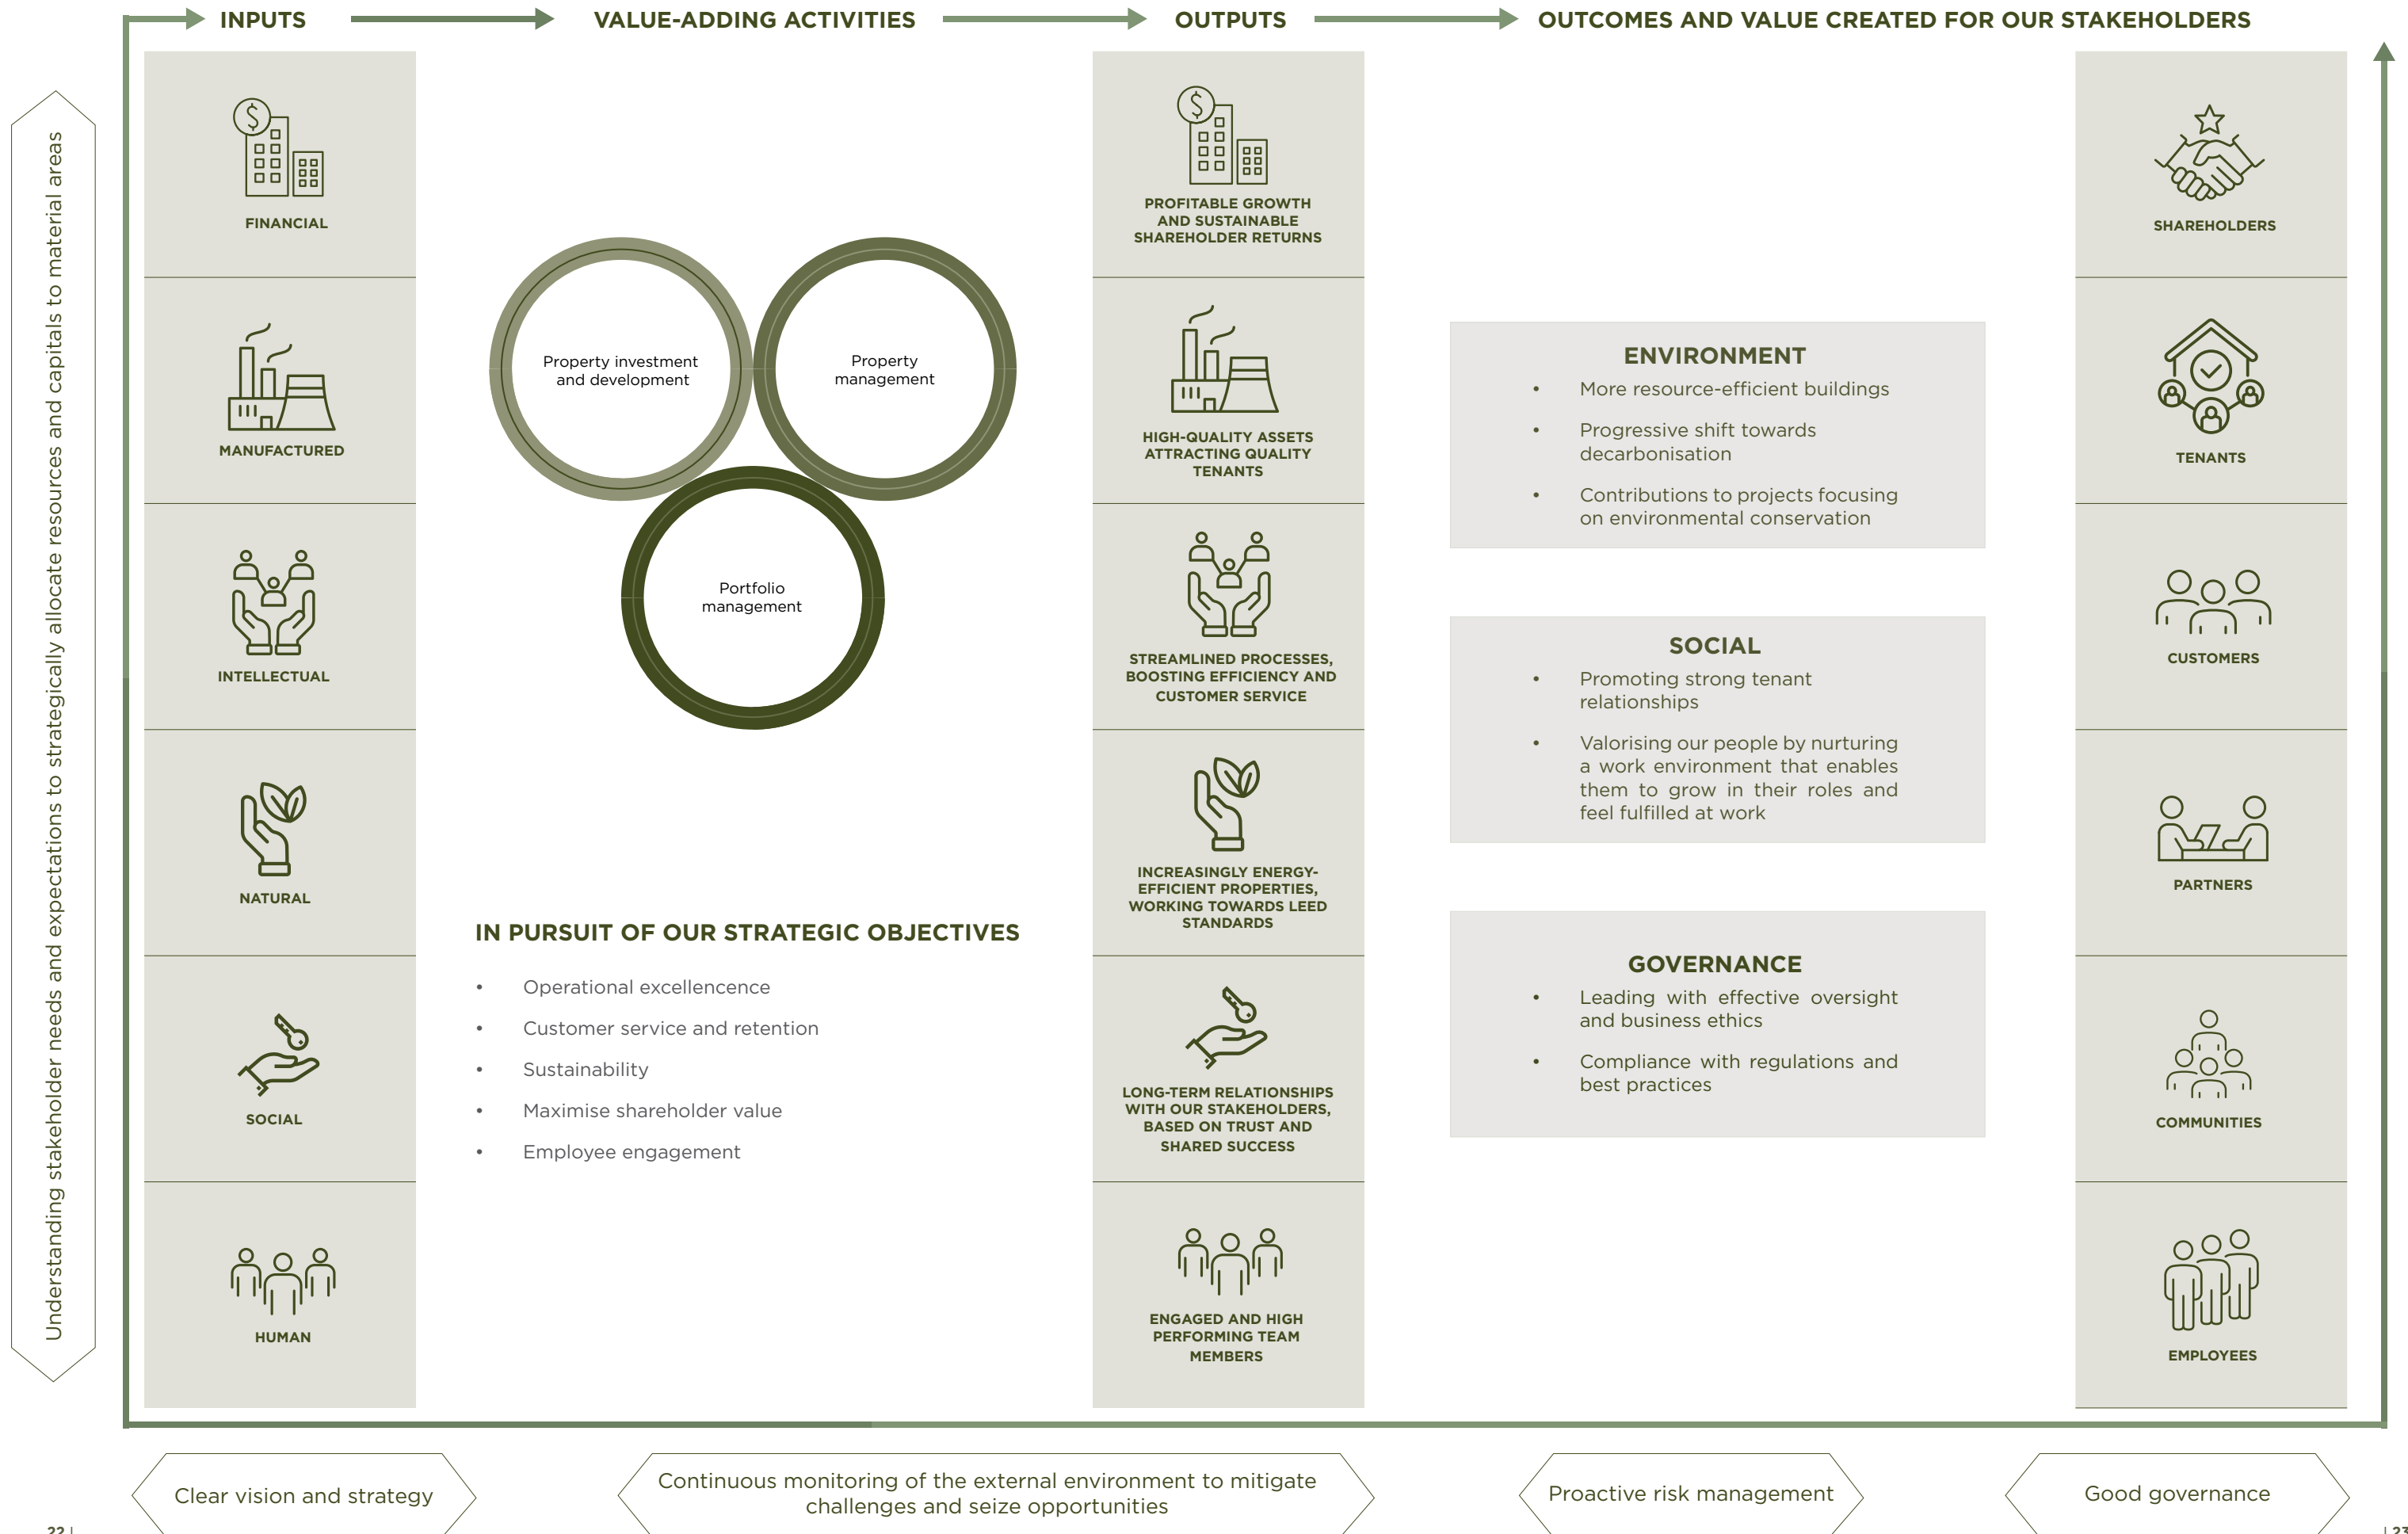 INPUTS
VALUE-ADDING ACTIVITIES
OUTPUTS
OUTCOMES AND VALUE CREATED FOR OUR STAKEHOLDERS
Understanding stakeholder needs and expectations to strategically allocate resources and capitals to material areas
FINANCIAL
MANUFACTURED
INTELLECTUAL
NATURAL
SOCIAL
HUMAN
Property investment
and development
Property
management
Portfolio
management
IN PURSUIT OF OUR STRATEGIC OBJECTIVES
• Operational excellencence
• Customer service and retention
• Sustainability
• Maximise shareholder value
• Employee engagement
PROFITABLE GROWTH
AND SUSTAINABLE
SHAREHOLDER RETURNS
HIGH-QUALITY ASSETS
ATTRACTING QUALITY
TENANTS
STREAMLINED PROCESSES,
BOOSTING EFFICIENCY AND
CUSTOMER SERVICE
INCREASINGLY ENERGY-
EFFICIENT PROPERTIES,
WORKING TOWARDS LEED
STANDARDS
LONG-TERM RELATIONSHIPS
WITH OUR STAKEHOLDERS,
BASED ON TRUST AND
SHARED SUCCESS
ENGAGED AND HIGH
PERFORMING TEAM
MEMBERS
ENVIRONMENT
• More resource-efficient buildings
• Progressive shift towards
decarbonisation
• Contributions to projects focusing
on environmental conservation
SOCIAL
• Promoting strong tenant
relationships
• Valorising our people by nurturing
a work environment that enables
them to grow in their roles and
feel fulfilled at work
GOVERNANCE
• Leading with effective oversight
and business ethics
• Compliance with regulations and
best practices
SHAREHOLDERS
TENANTS
CUSTOMERS
PARTNERS
COMMUNITIES
EMPLOYEES
Clear vision and strategy
Continuous monitoring of the external environment to mitigate
challenges and seize opportunities
Proactive risk management
Good governance
22 |
| 23